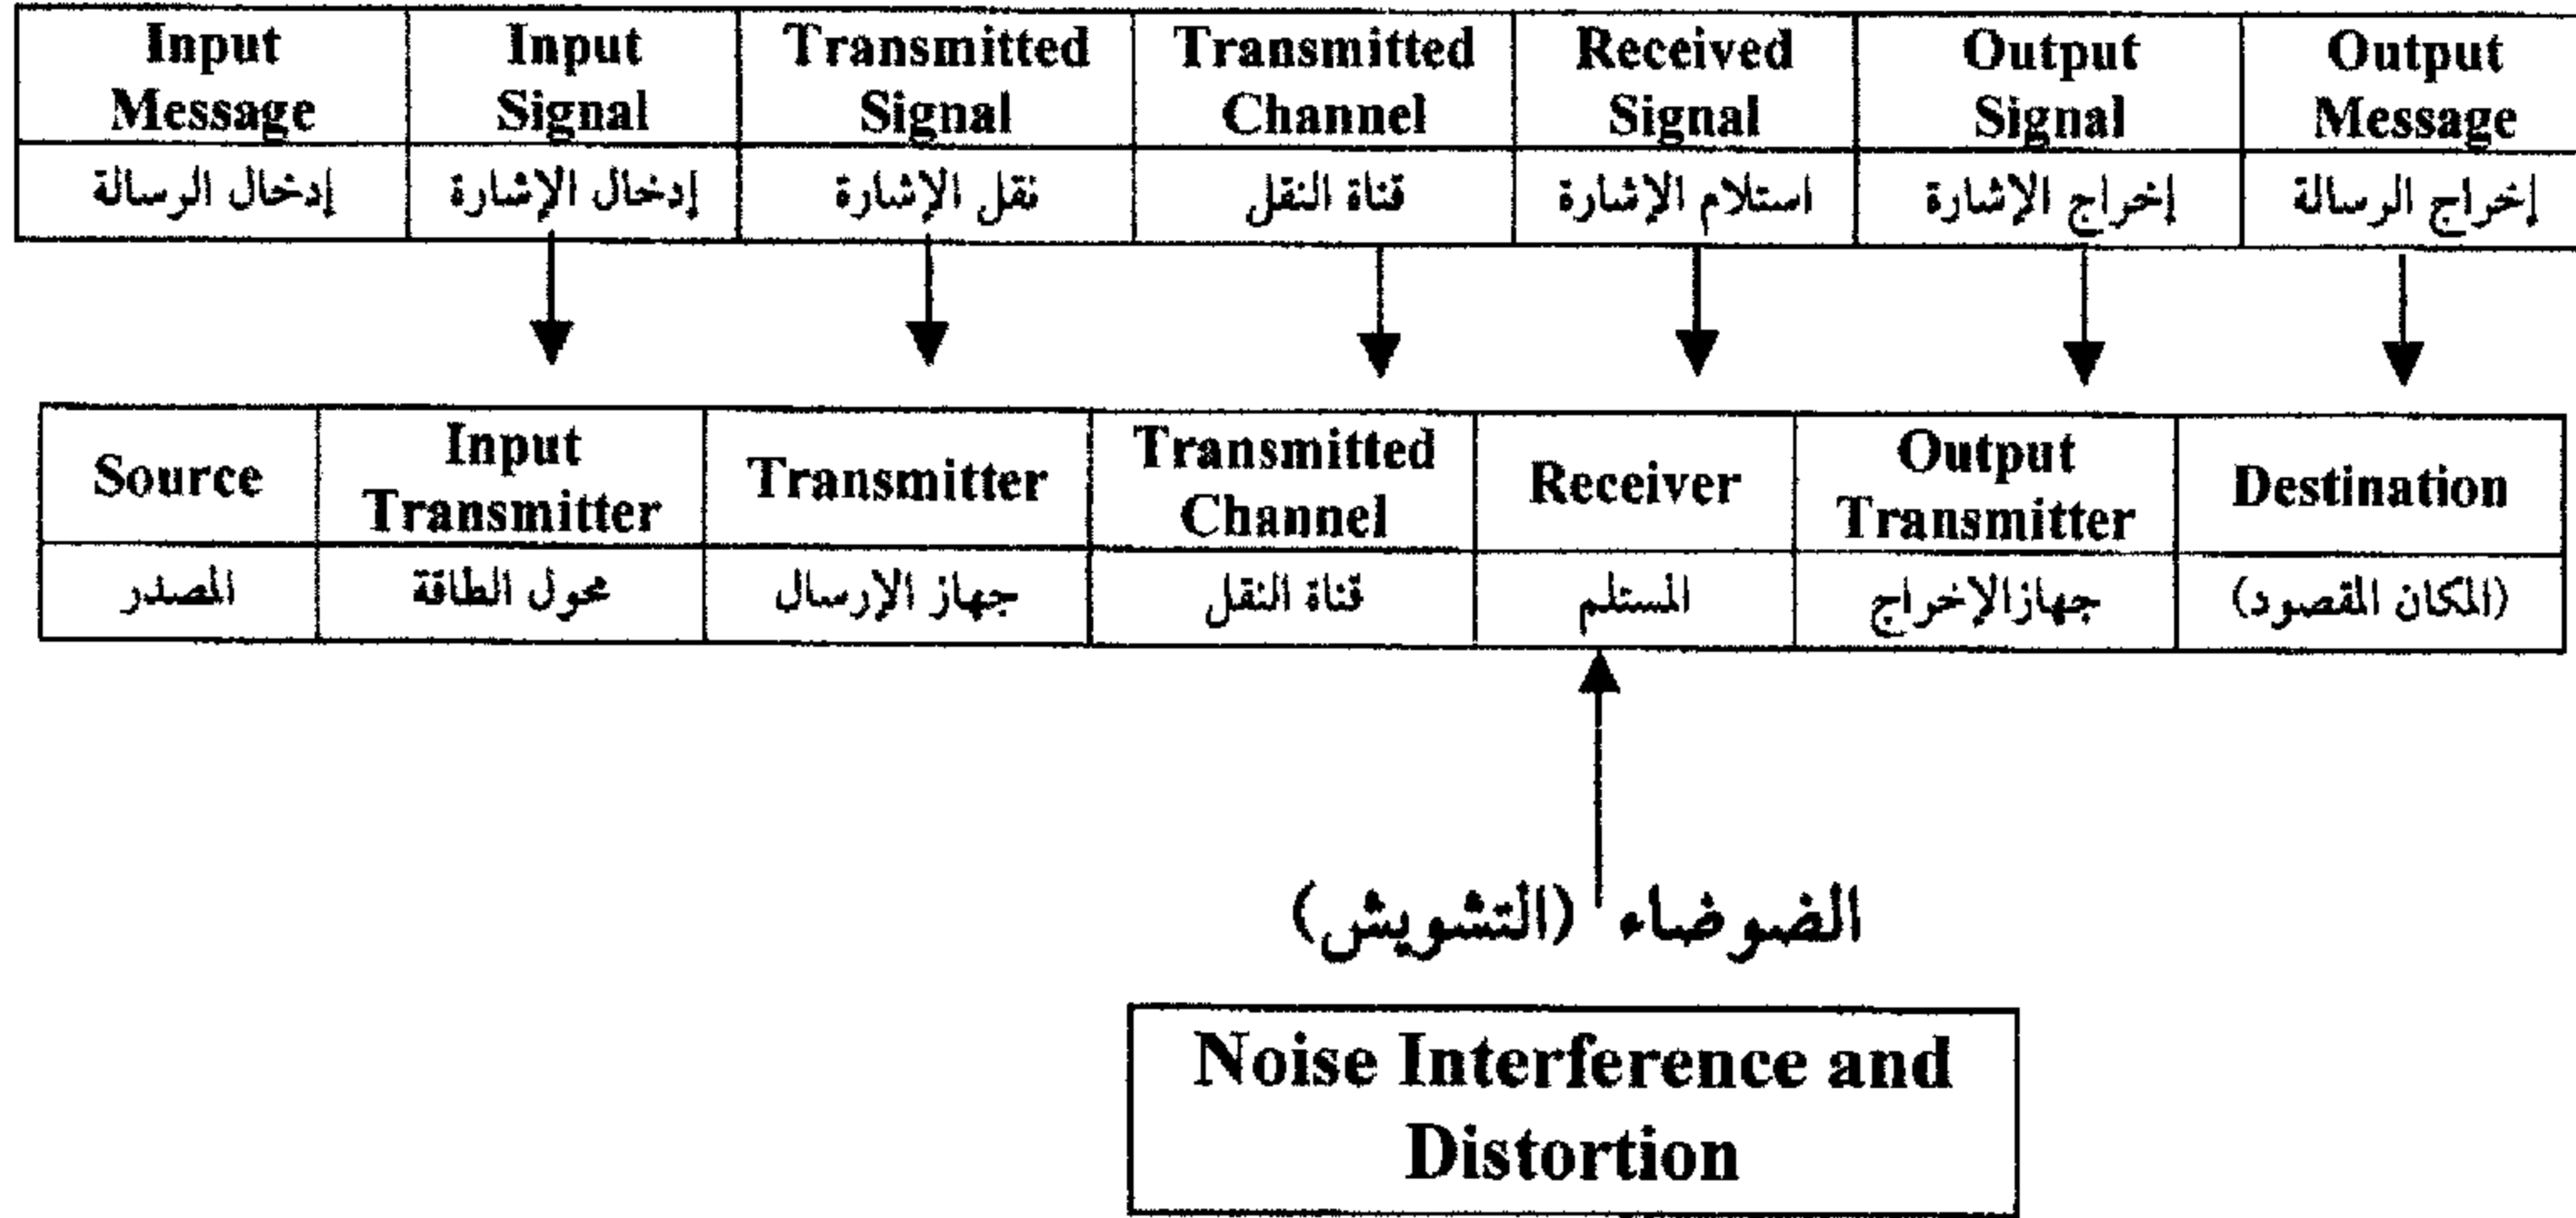 Input Message
Input Signal
Transmitted Signal
Transmitted Channel
Received Signal
Output Signal
Output Message
إدخال الرسالة
إدخال الإشارة
نقل الإشارة
قناة النقل
استلام الإشارة
إخراج الإشارة
إخراج الرسالة
Source
Input Transmitter
Transmitter
Transmitted Channel
Receiver
Output Transmitter
Destination
المصدر
محول الطاقة
جهاز الإرسال
قناة النقل
المستلم
جهازالإخراج
(المكان المقصود)
الضوضاء (التشويش)
Noise Interference and
Distortion